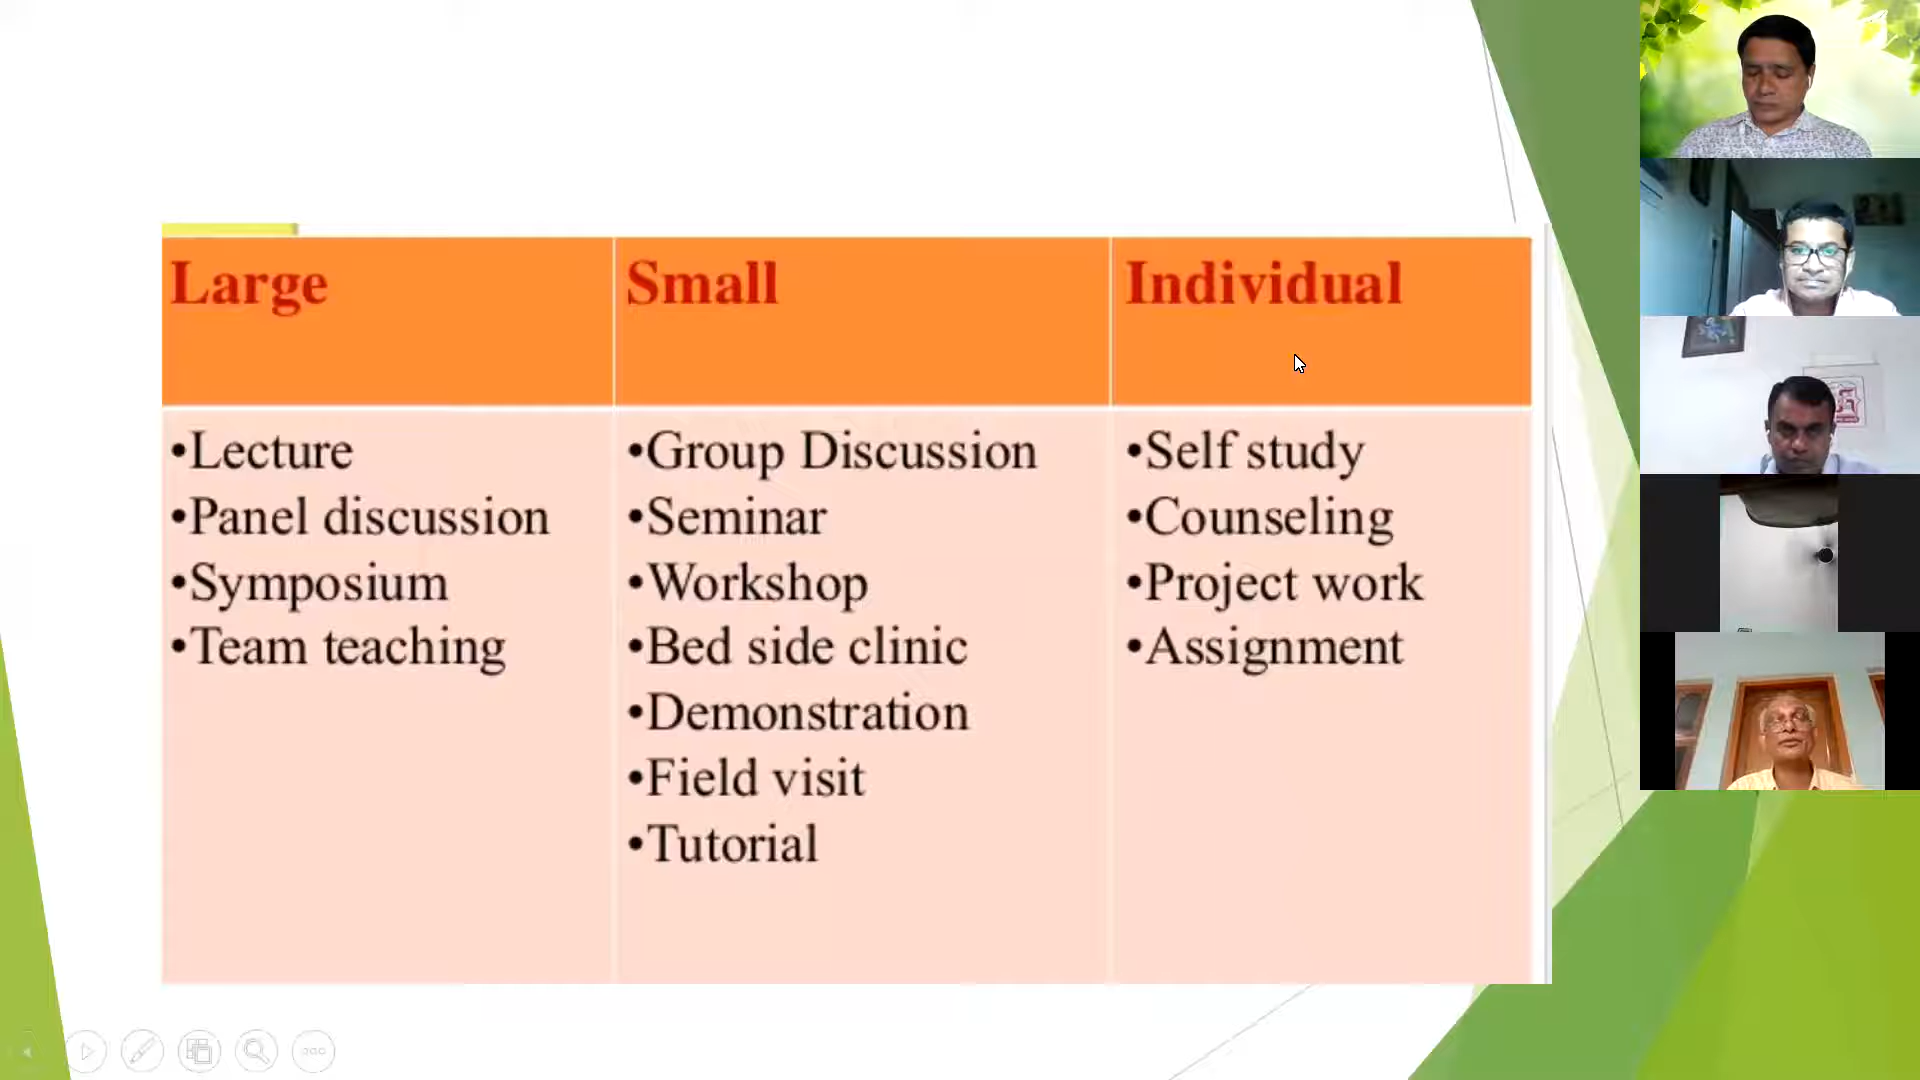 Large
Small
Individual
•Lecture
•Panel discussion
•Symposium
•Team teaching
•Group Discussion
•Seminar
•Workshop
•Bed side clinic
•Demonstration
•Field visit
•Tutorial
•Self study
•Counseling
•Project work
•Assignment